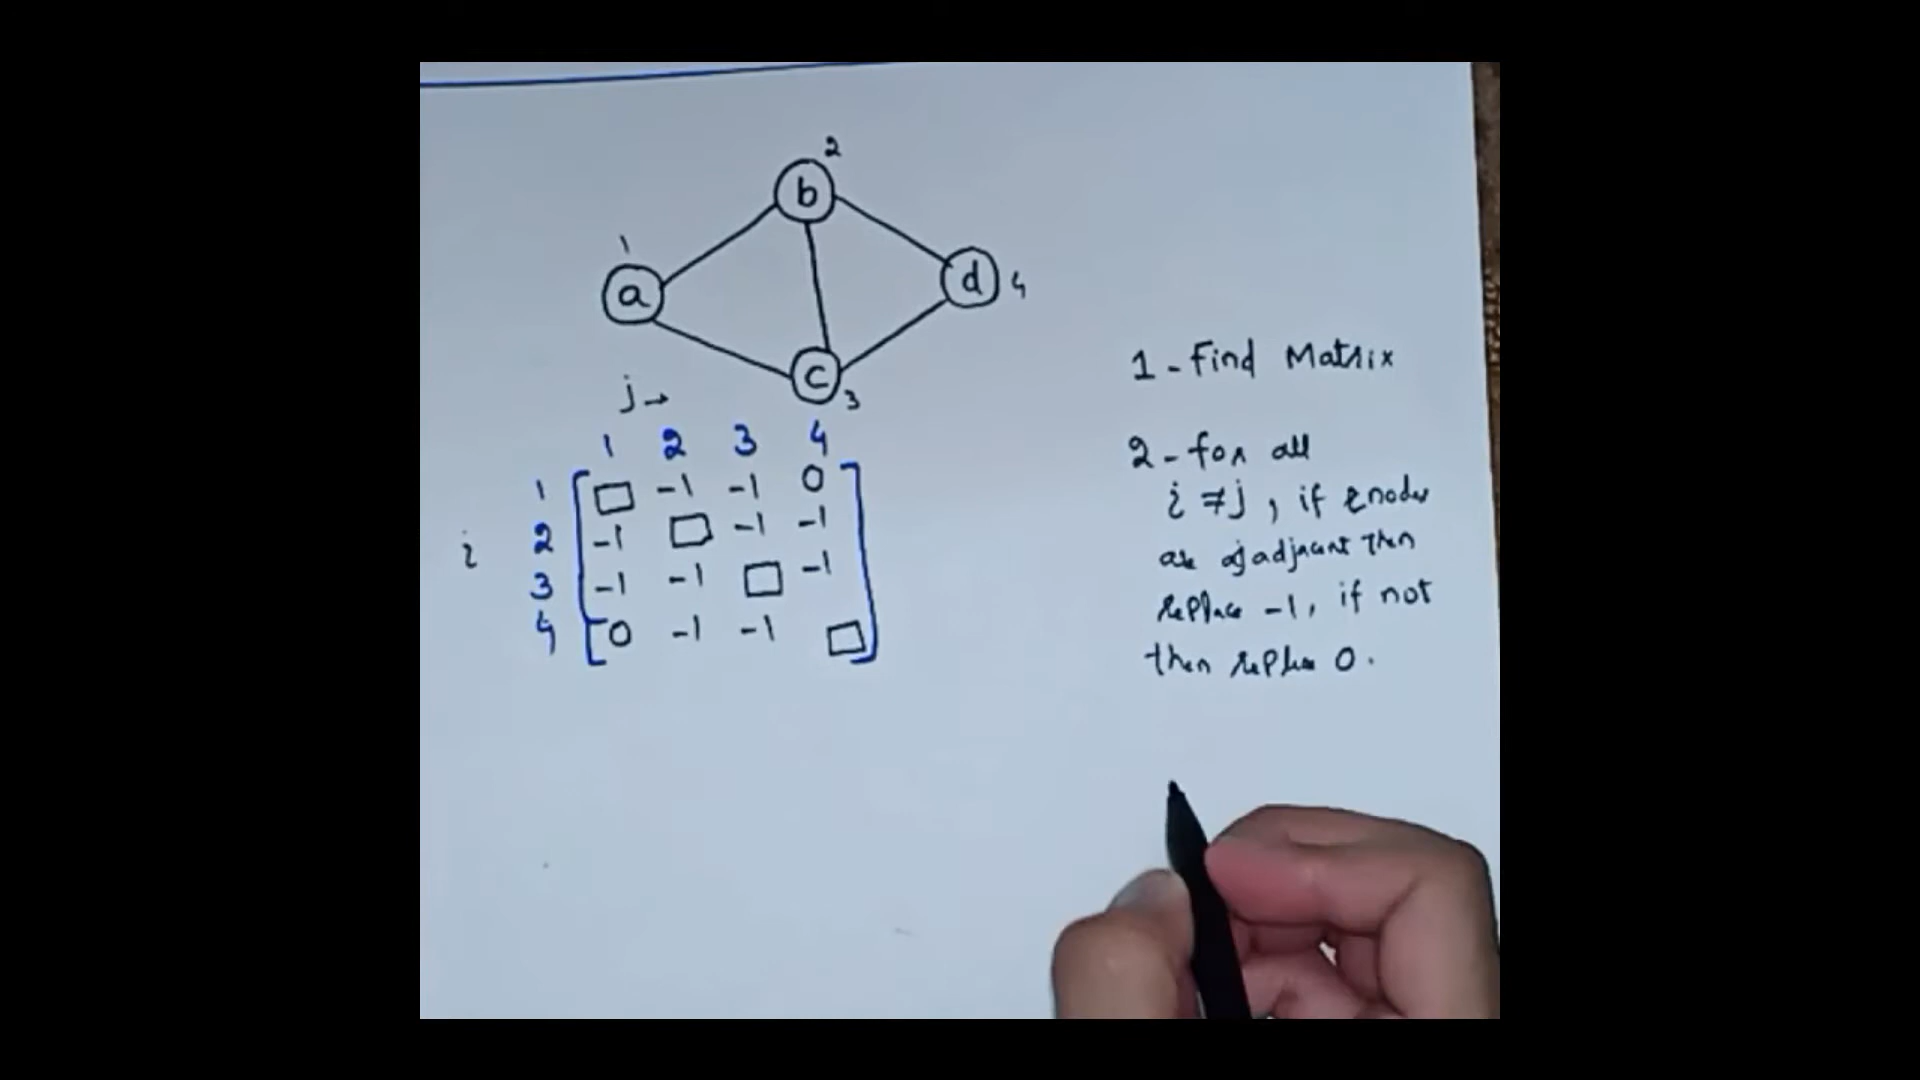 2
b
1
a
d 4
c
3
j→
1 2 3 4
1 □ -1 -1 0
i 2 -1 □ -1 -1
3 -1 -1 □ -1
4 0 -1 -1 □
1 - Find Matrix
2 - for all
i ≠ j, if nodes
are adjacent then
replace -1, if not
then replace 0.